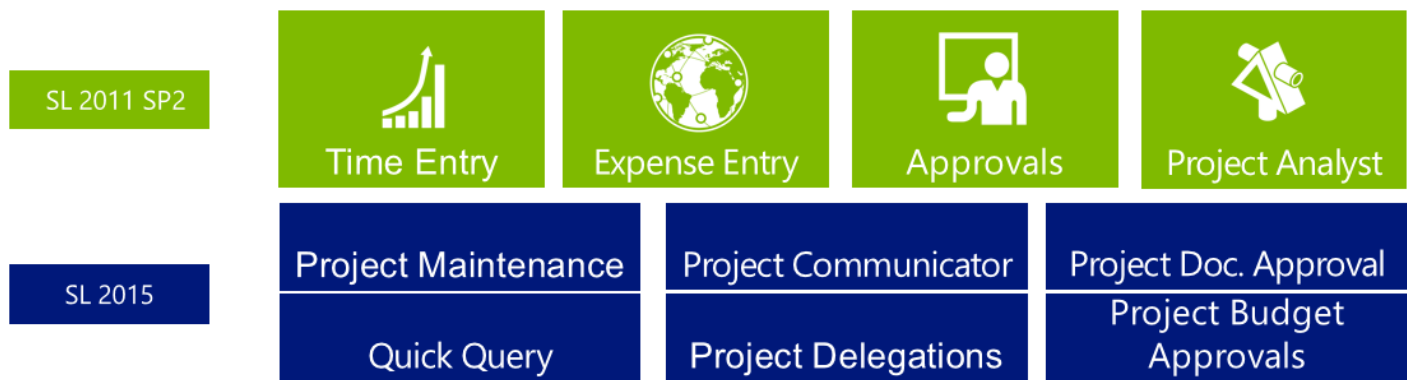 SL 2011 SP2
Time Entry
Expense Entry
Approvals
Project Analyst
SL 2015
Project Maintenance
Project Communicator
Project Doc. Approval
Quick Query
Project Delegations
Project Budget
Approvals